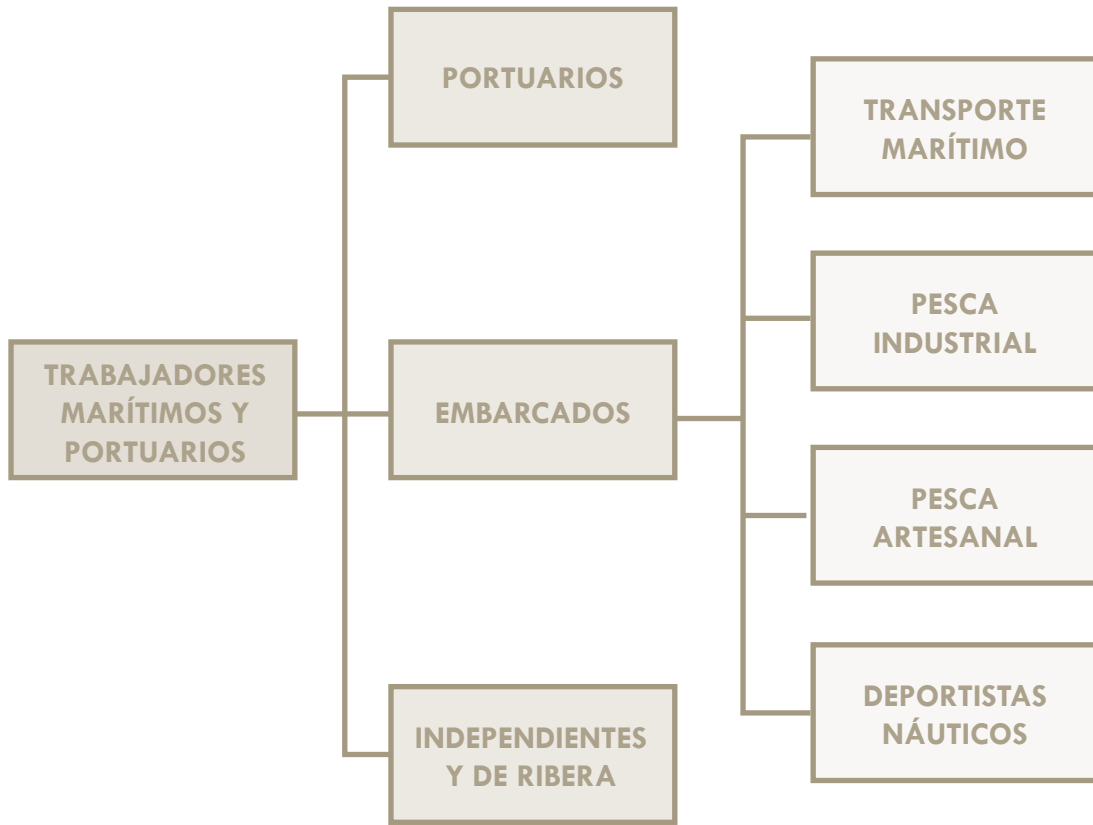 TRABAJADORES
MARÍTIMOS Y
PORTUARIOS
PORTUARIOS
EMBARCADOS
INDEPENDIENTES
Y DE RIBERA
TRANSPORTE
MARÍTIMO
PESCA
INDUSTRIAL
PESCA
ARTESANAL
DEPORTISTAS
NÁUTICOS